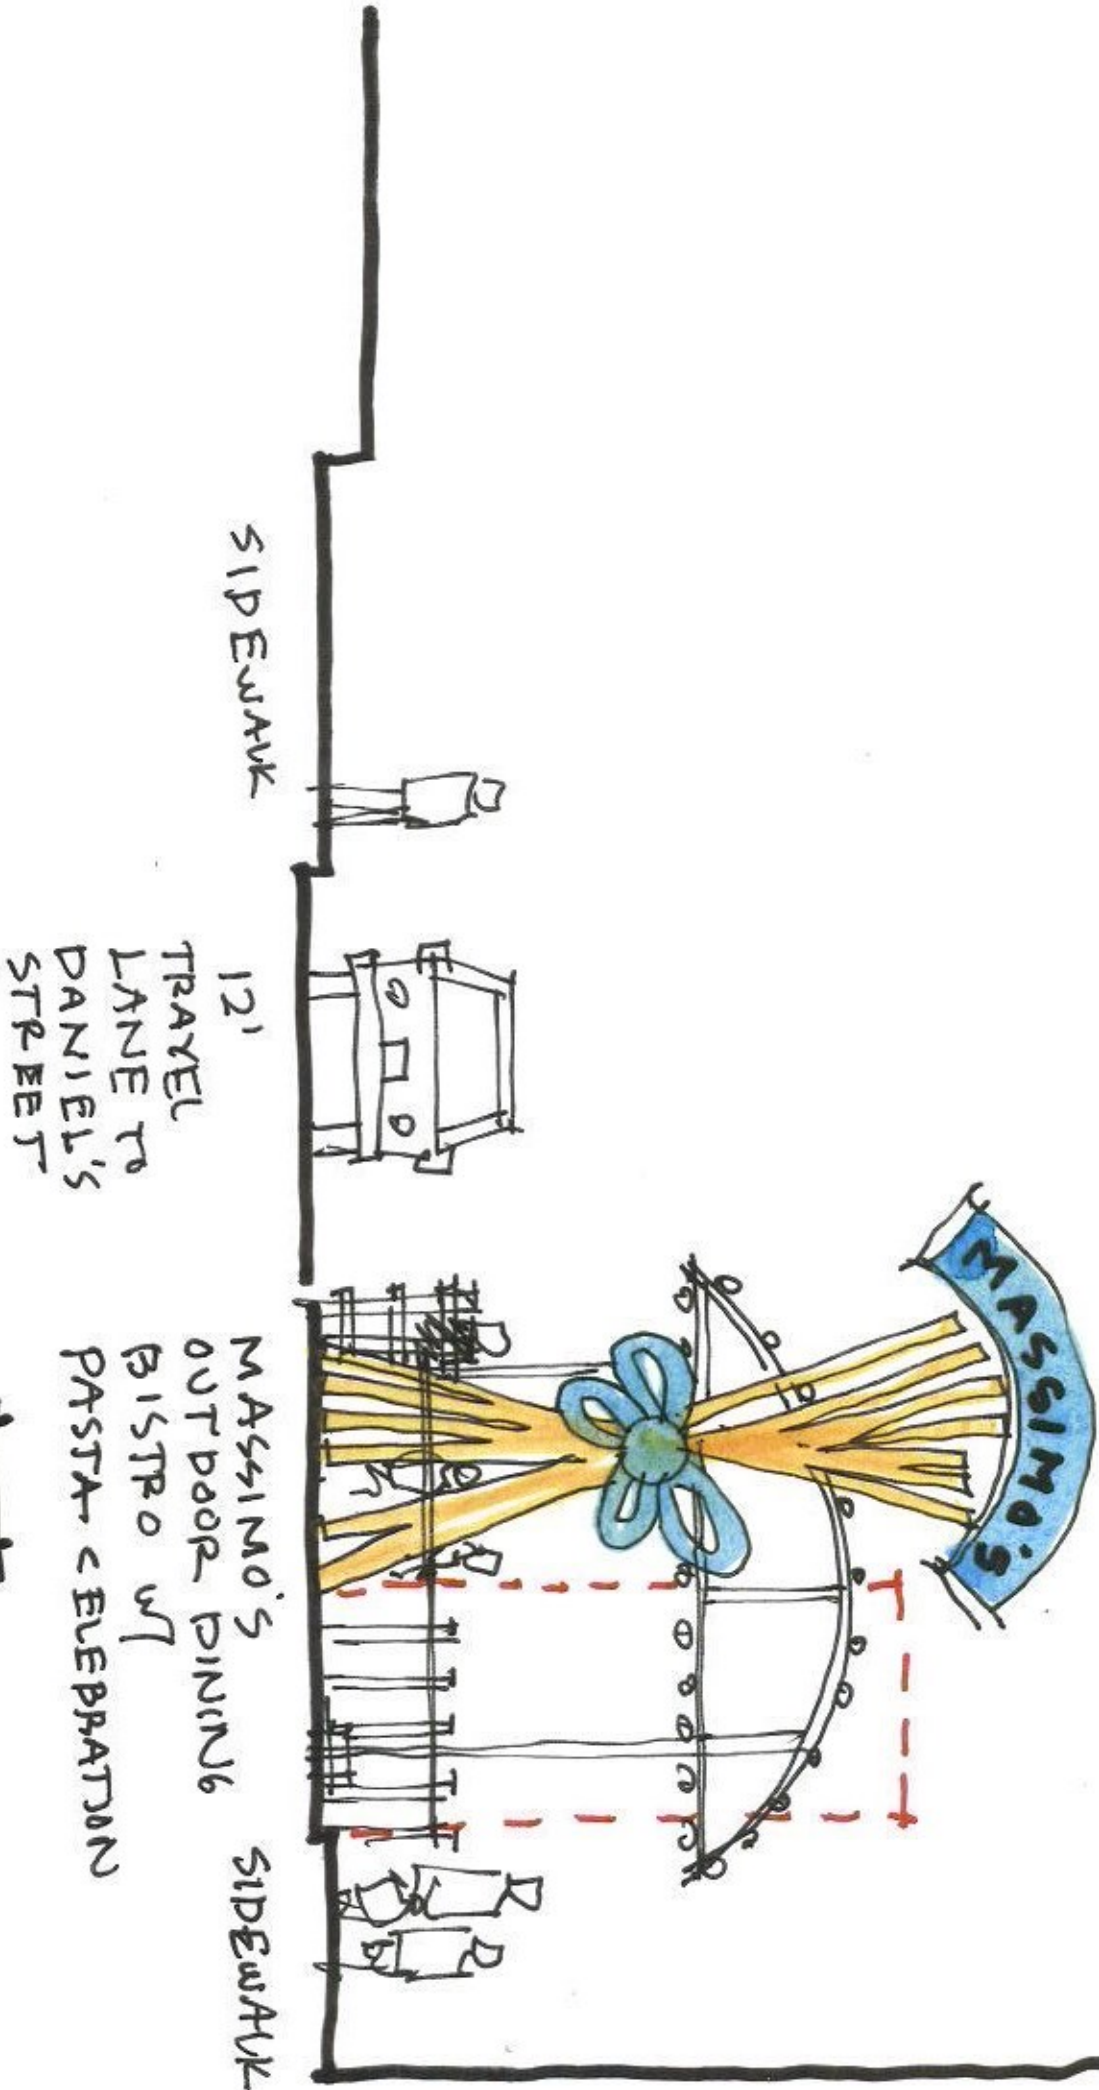 MASSIMO'S
SIDEWALK
12'
TRAVEL
LANE TO
DANIEL'S
STREET
MASSIMO'S
OUTDOOR DINING
BISTRO W/
PASTA CELEBRATION
SIDEWALK